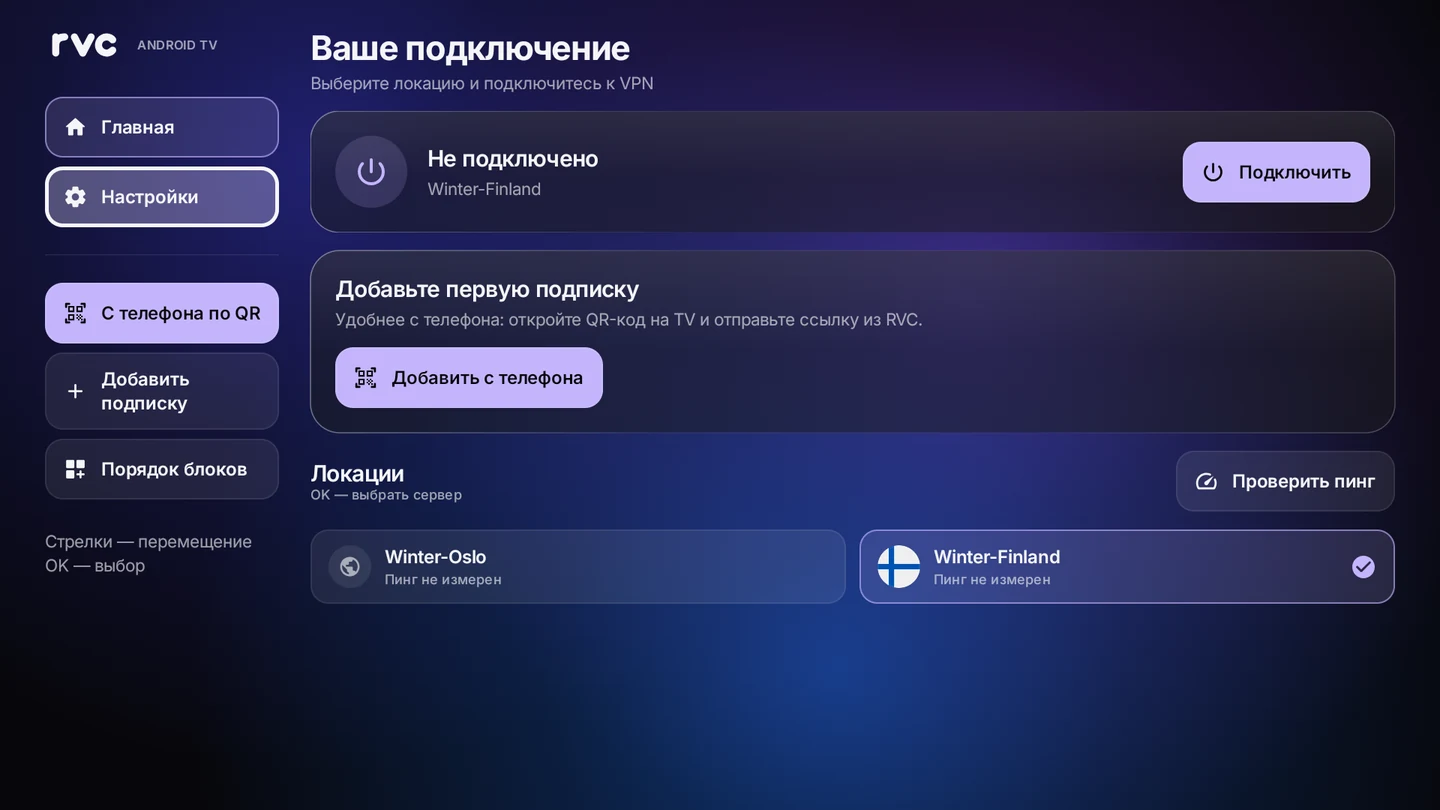 rvc ANDROID TV
Главная
Настройки
С телефона по QR
Добавить
подписку
Порядок блоков
Стрелки — перемещение
OK — выбор
Ваше подключение
Выберите локацию и подключитесь к VPN
Не подключено
Winter-Finland
Подключить
Добавьте первую подписку
Удобнее с телефона: откройте QR-код на TV и отправьте ссылку из RVC.
Добавить с телефона
Локации
OK — выбрать сервер
Проверить пинг
Winter-Oslo
Пинг не измерен
Winter-Finland
Пинг не измерен